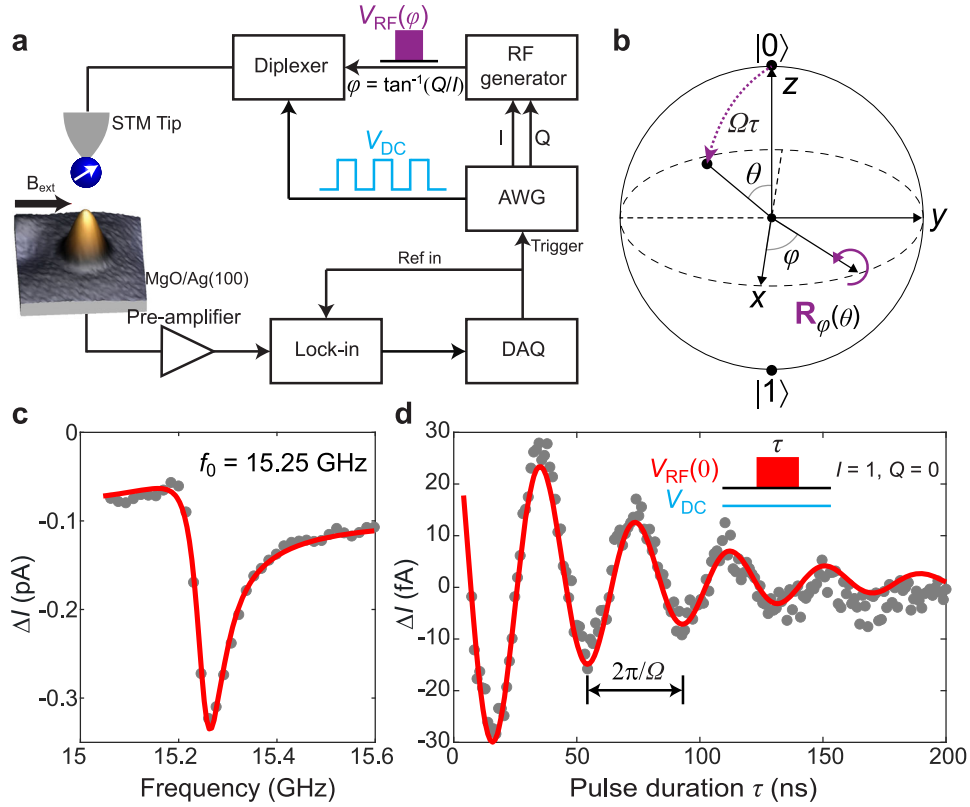 a
V_RF(φ)
Diplexer
RF
generator
φ = tan⁻¹(Q/I)
STM Tip
I
Q
V_DC
B_ext
AWG
Trigger
Ref in
MgO/Ag(100)
Pre-amplifier
Lock-in
DAQ
b
|0⟩
z
Ωτ
θ
y
φ
x
R_φ(θ)
|1⟩
c
f₀ = 15.25 GHz
0
-0.1
-0.2
-0.3
ΔI (pA)
15
15.2
15.4
15.6
Frequency (GHz)
d
τ
V_RF(0)
I = 1, Q = 0
V_DC
2π/Ω
30
20
10
0
-10
-20
-30
ΔI (fA)
0
50
100
150
200
Pulse duration τ (ns)